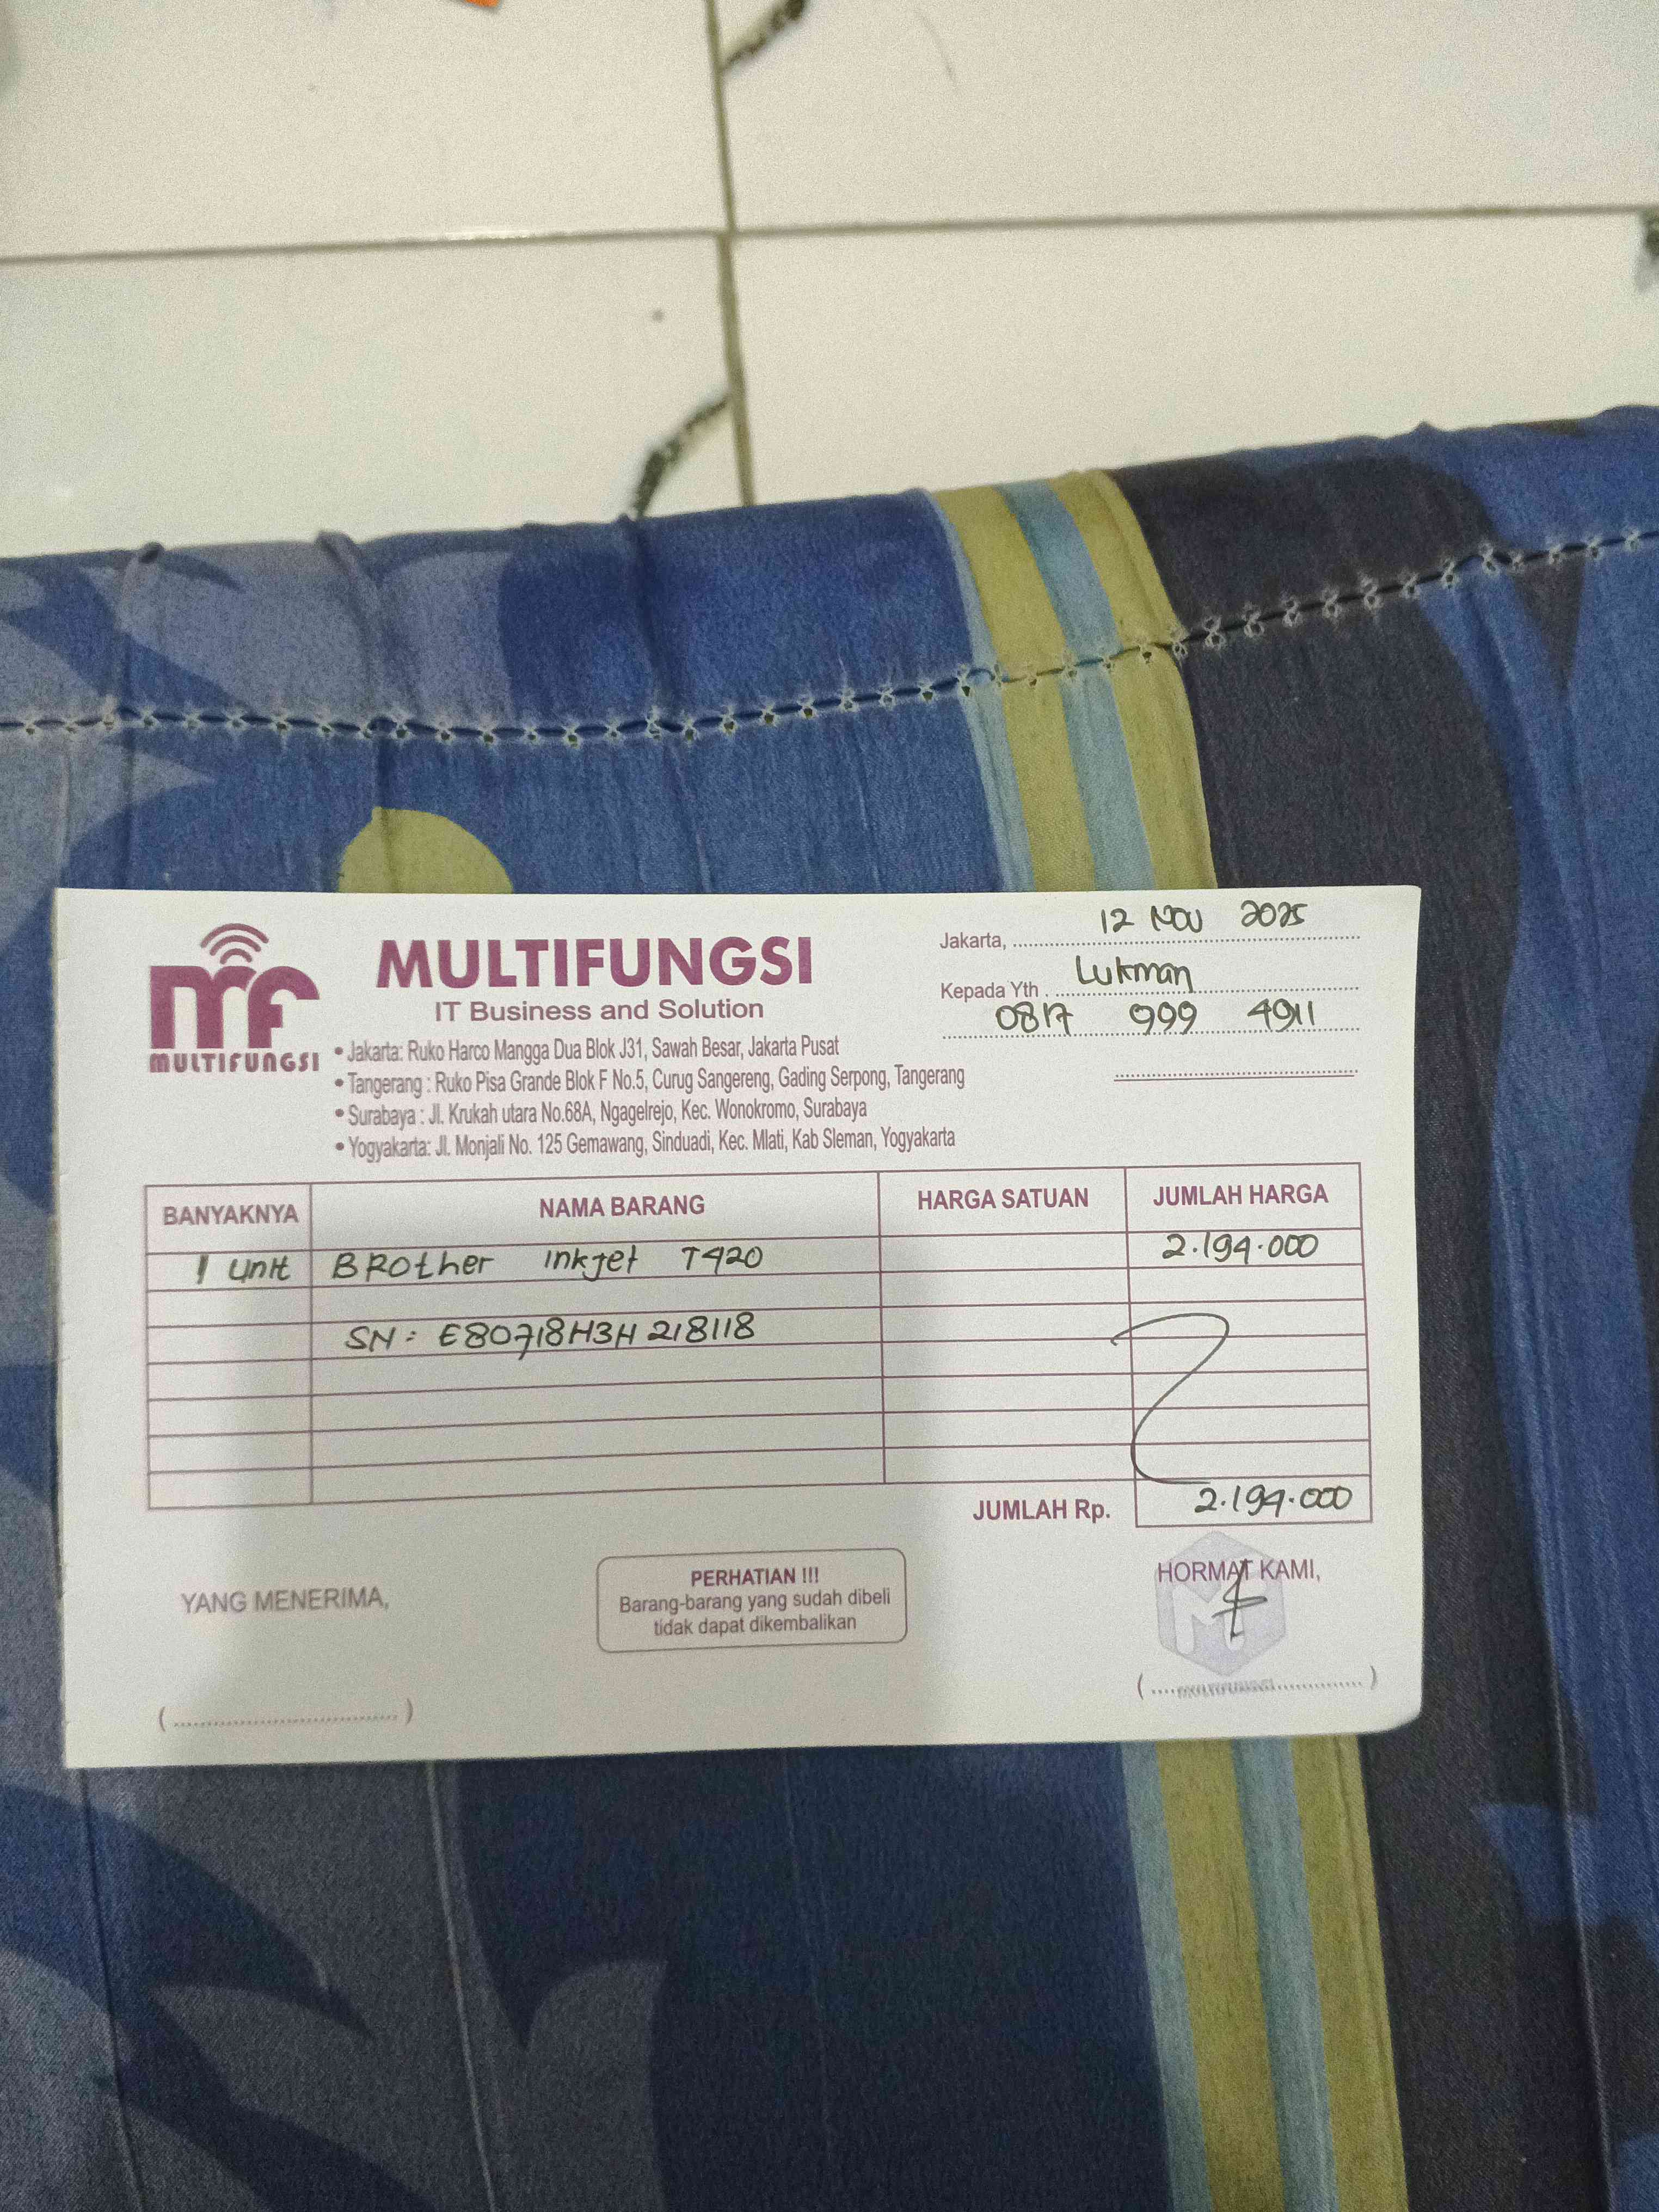 MULTIFUNGSI
MULTIFUNGSI
IT Business and Solution
• Jakarta: Ruko Harco Mangga Dua Blok J31, Sawah Besar, Jakarta Pusat
• Tangerang : Ruko Pisa Grande Blok F No.5, Curug Sangereng, Gading Serpong, Tangerang
• Surabaya : Jl. Krukah utara No.68A, Ngagelrejo, Kec. Wonokromo, Surabaya
• Yogyakarta: Jl. Monjali No. 125 Gemawang, Sinduadi, Kec. Mlati, Kab Sleman, Yogyakarta
Jakarta, 12 NOV 2025
Kepada Yth. Lukman
0817 999 4911
BANYAKNYA NAMA BARANG HARGA SATUAN JUMLAH HARGA
1 unit BROther inkjet T420 2.194.000
SN: E80718H3H218118
JUMLAH Rp. 2.194.000
YANG MENERIMA,
PERHATIAN !!!
Barang-barang yang sudah dibeli
tidak dapat dikembalikan
HORMAT KAMI,
MULTIFUNGSI